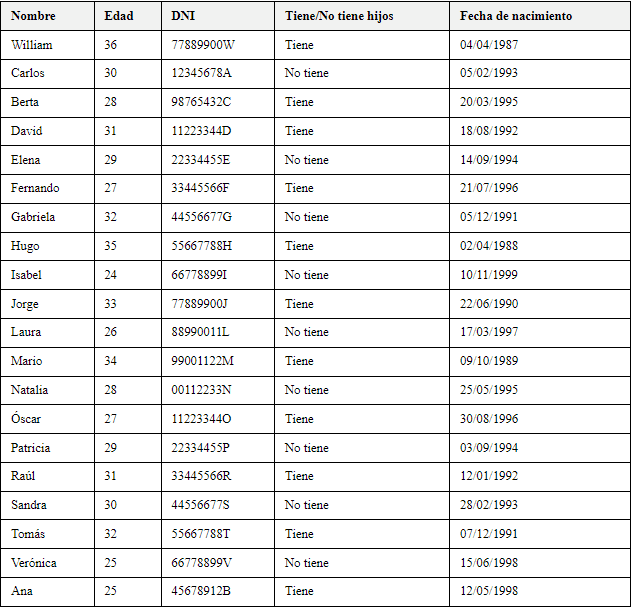 Nombre Edad DNI Tiene/No tiene hijos Fecha de nacimiento
William 36 77889900W Tiene 04/04/1987
Carlos 30 12345678A No tiene 05/02/1993
Berta 28 98765432C Tiene 20/03/1995
David 31 11223344D Tiene 18/08/1992
Elena 29 22334455E No tiene 14/09/1994
Fernando 27 33445566F Tiene 21/07/1996
Gabriela 32 44556677G No tiene 05/12/1991
Hugo 35 55667788H Tiene 02/04/1988
Isabel 24 66778899I No tiene 10/11/1999
Jorge 33 77889900J Tiene 22/06/1990
Laura 26 88990011L No tiene 17/03/1997
Mario 34 99001122M Tiene 09/10/1989
Natalia 28 00112233N No tiene 25/05/1995
Óscar 27 11223344O Tiene 30/08/1996
Patricia 29 22334455P No tiene 03/09/1994
Raúl 31 33445566R Tiene 12/01/1992
Sandra 30 44556677S No tiene 28/02/1993
Tomás 32 55667788T Tiene 07/12/1991
Verónica 25 66778899V No tiene 15/06/1998
Ana 25 45678912B Tiene 12/05/1998